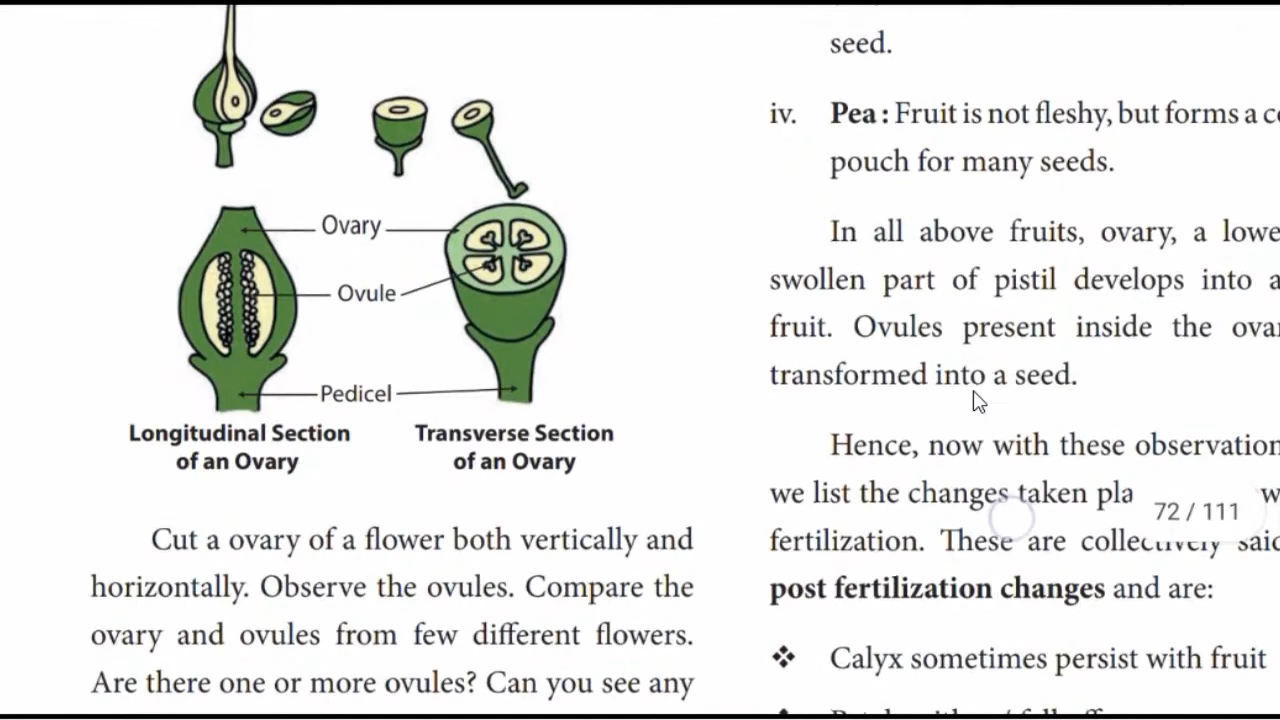 Ovary
Ovule
Pedicel
Longitudinal Section
of an Ovary
Transverse Section
of an Ovary
Cut a ovary of a flower both vertically and
horizontally. Observe the ovules. Compare the
ovary and ovules from few different flowers.
Are there one or more ovules? Can you see any
seed.
iv. Pea : Fruit is not fleshy, but forms a
pouch for many seeds.
In all above fruits, ovary, a
swollen part of pistil develops into
fruit. Ovules present inside the
transformed into a seed.
Hence, now with these
we list the changes taken
72 / 111
fertilization. These are collectively
post fertilization changes and are:
❖ Calyx sometimes persist with fruit